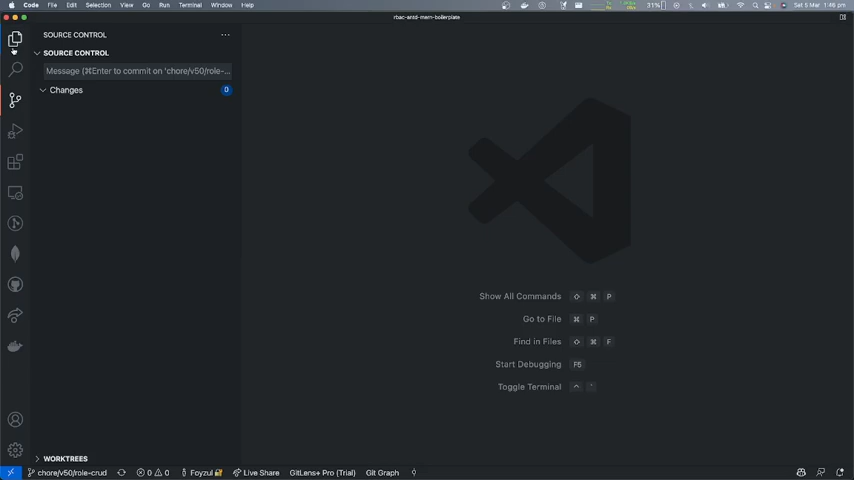 Code File Edit Selection View Go Run Terminal Window Help 31% Sat 5 Mar 1:46 pm
rbac-antd-mern-boilerplate
SOURCE CONTROL
SOURCE CONTROL
Message (⌘Enter to commit on 'chore/v50/role-...
Changes 0
Show All Commands ⇧ ⌘ P
Go to File ⌘ P
Find in Files ⇧ ⌘ F
Start Debugging F5
Toggle Terminal ^ `
WORKTREES
chore/v50/role-crud 0 0 Foyzul Live Share GitLens+ Pro (Trial) Git Graph